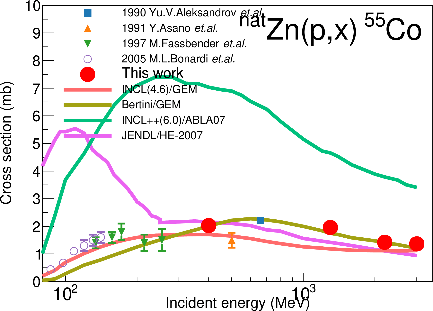 natZn(p,x) 55Co
1990 Yu.V.Aleksandrov et.al.
1991 Y.Asano et.al.
1997 M.Fassbender et.al.
2005 M.L.Bonardi et.al.
This work
INCL(4.6)/GEM
Bertini/GEM
INCL++(6.0)/ABLA07
JENDL/HE-2007
Cross section (mb)
10
9
8
7
6
5
4
3
2
1
0
10² 10³
Incident energy (MeV)